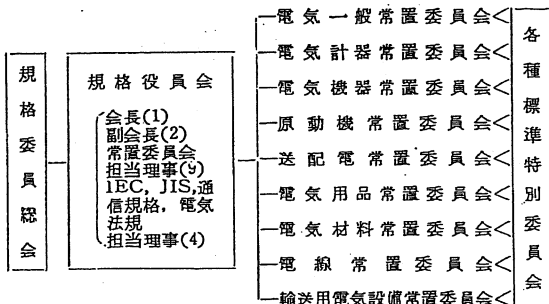 規格委員総会
規格役員会
会長(1)
副会長(2)
常置委員会
担当理事(9)
IEC, JIS,通
信規格, 電気
法規
担当理事(4)
電気一般常置委員会
電気計器常置委員会
電気機器常置委員会
原動機常置委員会
送配電常置委員会
電気用品常置委員会
電気材料常置委員会
電線常置委員会
輸送用電気設備常置委員会
各種標準特別委員会